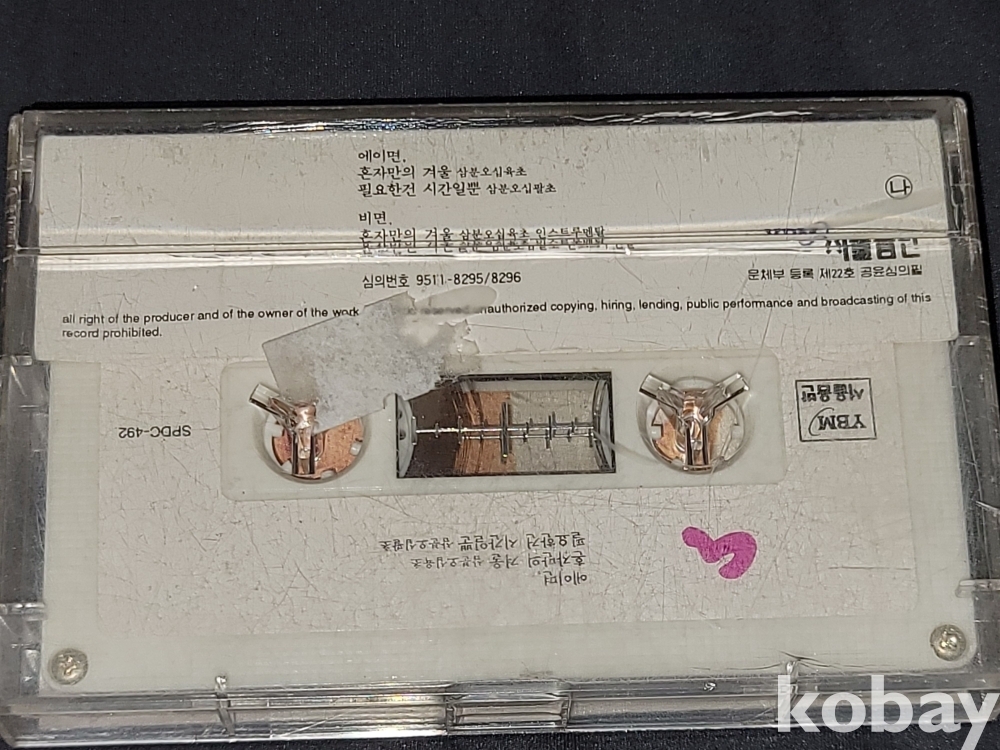 에이면.
혼자만의 겨울 삼분오십육초
필요한건 시간일뿐 삼분오십팔초
나
비면.
혼자만의 겨울 삼분오십육초 인스트루멘탈
서울음반
심의번호 9511-8295/8296
문체부 등록 제22호 공윤심의필
all right of the producer and of the owner of the work reserved unauthorized copying, hiring, lending, public performance and broadcasting of this
record prohibited.
YBM
서울음반
SPDC-492
에이면.
혼자만의 겨울 삼분오십육초
필요한건 시간일뿐 삼분오십팔초
kobay